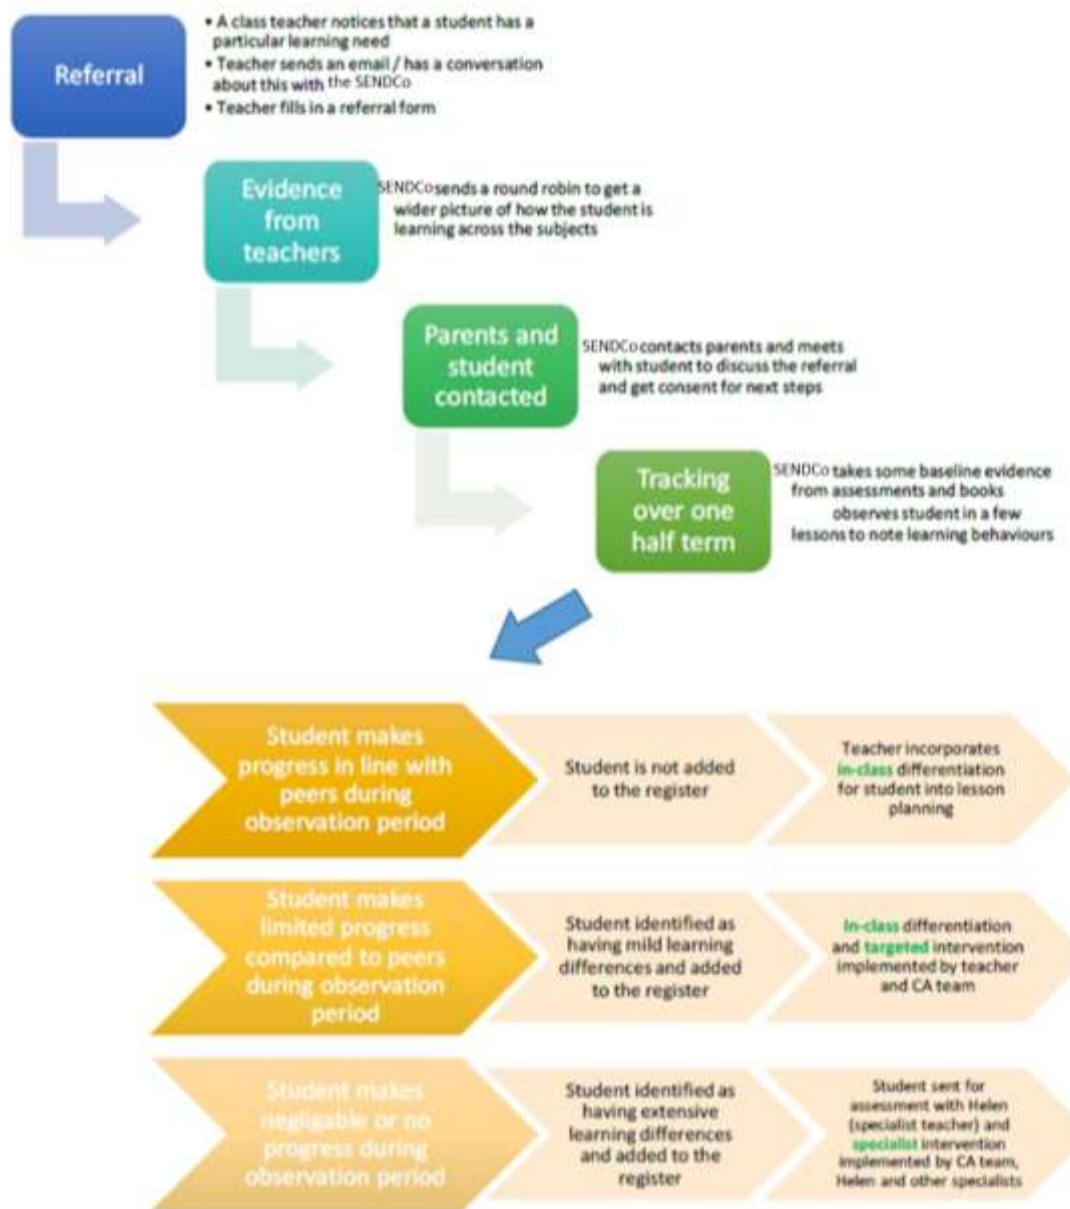 Referral
• A class teacher notices that a student has a
particular learning need
• Teacher sends an email / has a conversation
about this with the SENDCo
• Teacher fills in a referral form
Evidence
from
teachers
SENDCo sends a round robin to get a
wider picture of how the student is
learning across the subjects
Parents and
student
contacted
SENDCo contacts parents and meets
with student to discuss the referral
and get consent for next steps
Tracking
over one
half term
SENDCo takes some baseline evidence
from assessments and books
observes student in a few
lessons to note learning behaviours
Student makes
progress in line with
peers during
observation period
Student is not added
to the register
Teacher incorporates
in-class differentiation
for student into lesson
planning
Student makes
limited progress
compared to peers
during observation
period
Student identified as
having mild learning
differences and added
to the register
In-class differentiation
and targeted intervention
implemented by teacher
and CA team
Student makes
negligable or no
progress during
observation period
Student identified as
having extensive
learning differences
and added to the
register
Student sent for
assessment with Helen
(specialist teacher) and
specialist intervention
implemented by CA team,
Helen and other specialists